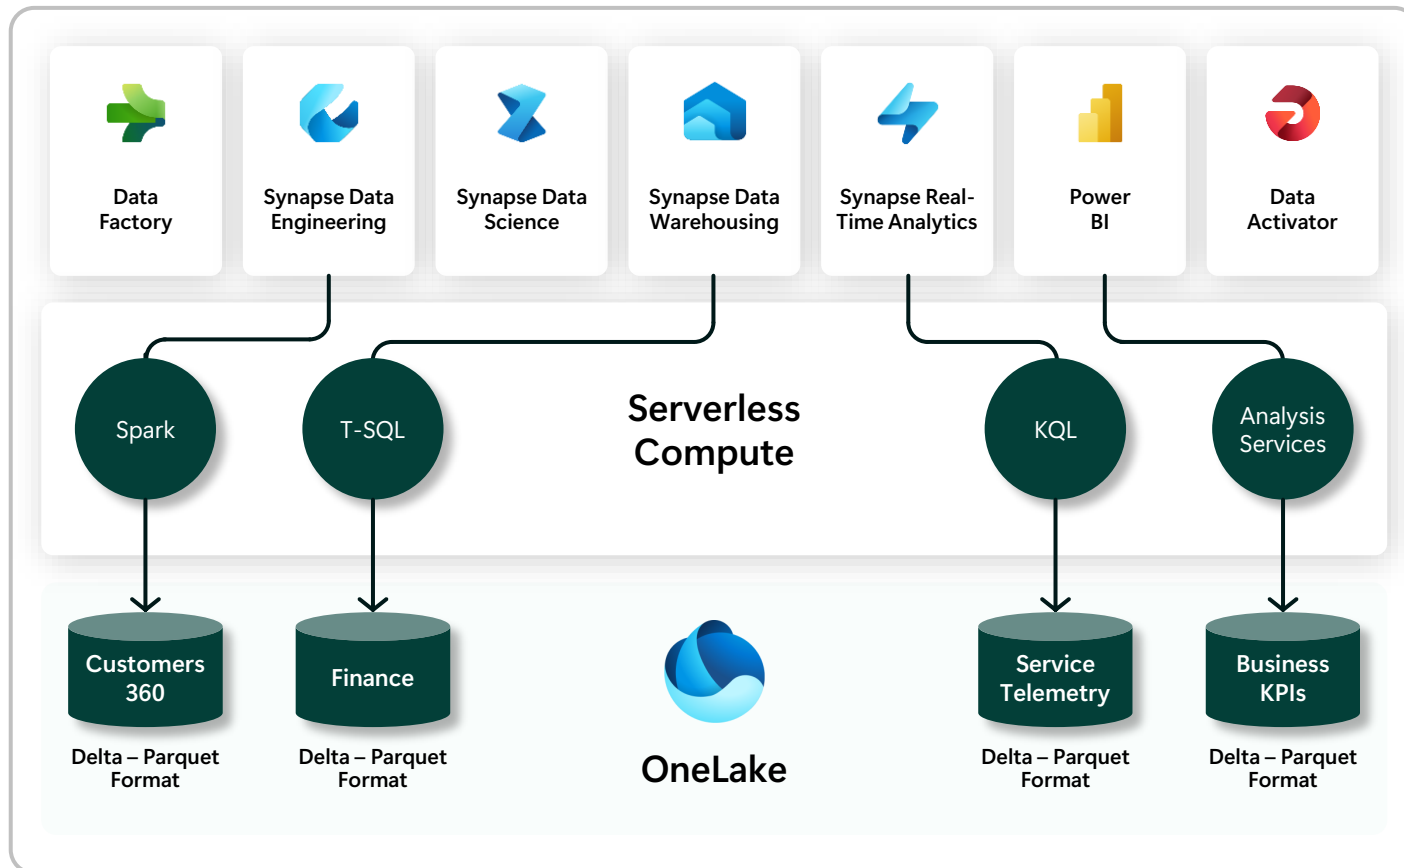 Data
Factory
Synapse Data
Engineering
Synapse Data
Science
Synapse Data
Warehousing
Synapse Real-
Time Analytics
Power
BI
Data
Activator
Spark
T-SQL
Serverless
Compute
KQL
Analysis
Services
Customers
360
Finance
Service
Telemetry
Business
KPIs
Delta – Parquet
Format
Delta – Parquet
Format
OneLake
Delta – Parquet
Format
Delta – Parquet
Format